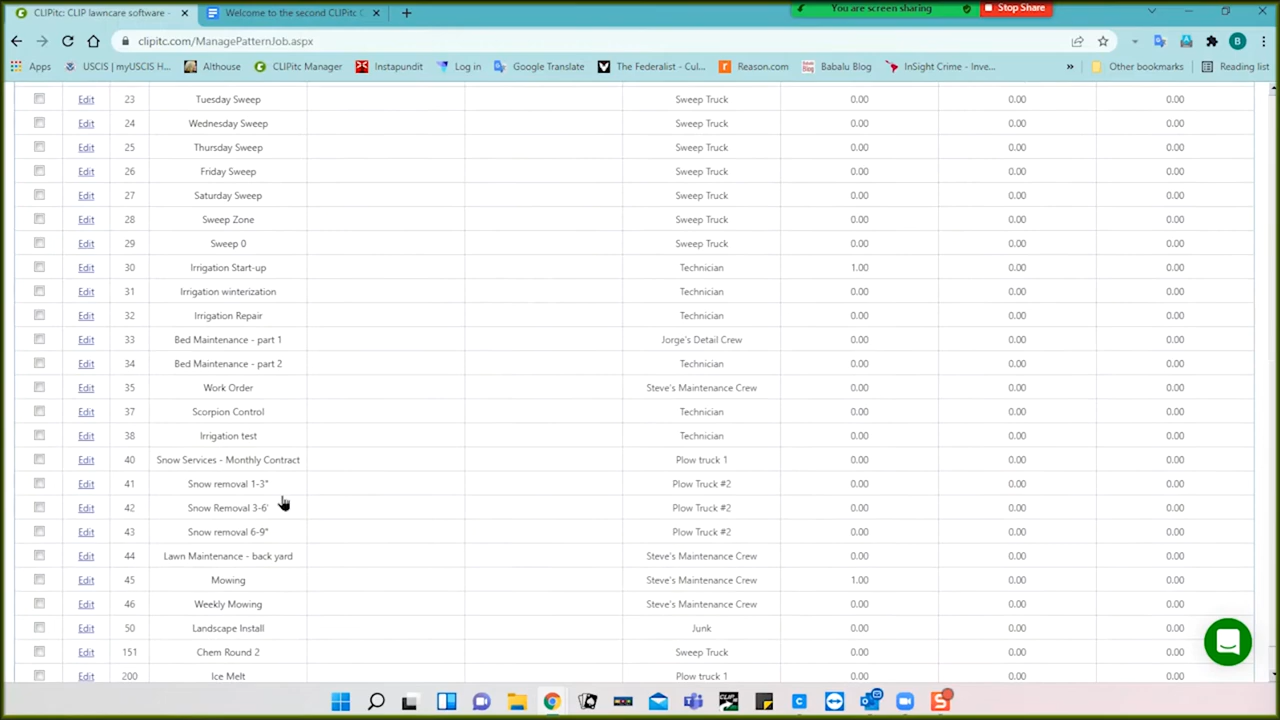 CLIPitc: CLIP lawncare software -
Welcome to the second CLIPitc C
You are screen sharing
Stop Share
clipitc.com/ManagePatternJob.aspx
B
Apps USCIS | myUSCIS H... Althouse CLIPitc Manager Instapundit Log in Google Translate The Federalist - Cul... Reason.com Babalu Blog InSight Crime - Inve... » Other bookmarks Reading list
Edit 23 Tuesday Sweep Sweep Truck 0.00 0.00 0.00
Edit 24 Wednesday Sweep Sweep Truck 0.00 0.00 0.00
Edit 25 Thursday Sweep Sweep Truck 0.00 0.00 0.00
Edit 26 Friday Sweep Sweep Truck 0.00 0.00 0.00
Edit 27 Saturday Sweep Sweep Truck 0.00 0.00 0.00
Edit 28 Sweep Zone Sweep Truck 0.00 0.00 0.00
Edit 29 Sweep 0 Sweep Truck 0.00 0.00 0.00
Edit 30 Irrigation Start-up Technician 1.00 0.00 0.00
Edit 31 Irrigation winterization Technician 0.00 0.00 0.00
Edit 32 Irrigation Repair Technician 0.00 0.00 0.00
Edit 33 Bed Maintenance - part 1 Jorge's Detail Crew 0.00 0.00 0.00
Edit 34 Bed Maintenance - part 2 Technician 0.00 0.00 0.00
Edit 35 Work Order Steve's Maintenance Crew 0.00 0.00 0.00
Edit 37 Scorpion Control Technician 0.00 0.00 0.00
Edit 38 Irrigation test Technician 0.00 0.00 0.00
Edit 40 Snow Services - Monthly Contract Plow truck 1 0.00 0.00 0.00
Edit 41 Snow removal 1-3" Plow Truck #2 0.00 0.00 0.00
Edit 42 Snow Removal 3-6' Plow Truck #2 0.00 0.00 0.00
Edit 43 Snow removal 6-9" Plow Truck #2 0.00 0.00 0.00
Edit 44 Lawn Maintenance - back yard Steve's Maintenance Crew 0.00 0.00 0.00
Edit 45 Mowing Steve's Maintenance Crew 1.00 0.00 0.00
Edit 46 Weekly Mowing Steve's Maintenance Crew 0.00 0.00 0.00
Edit 50 Landscape Install Junk 0.00 0.00 0.00
Edit 151 Chem Round 2 Sweep Truck 0.00 0.00 0.00
Edit 200 Ice Melt Plow truck 1 0.00 0.00 0.00